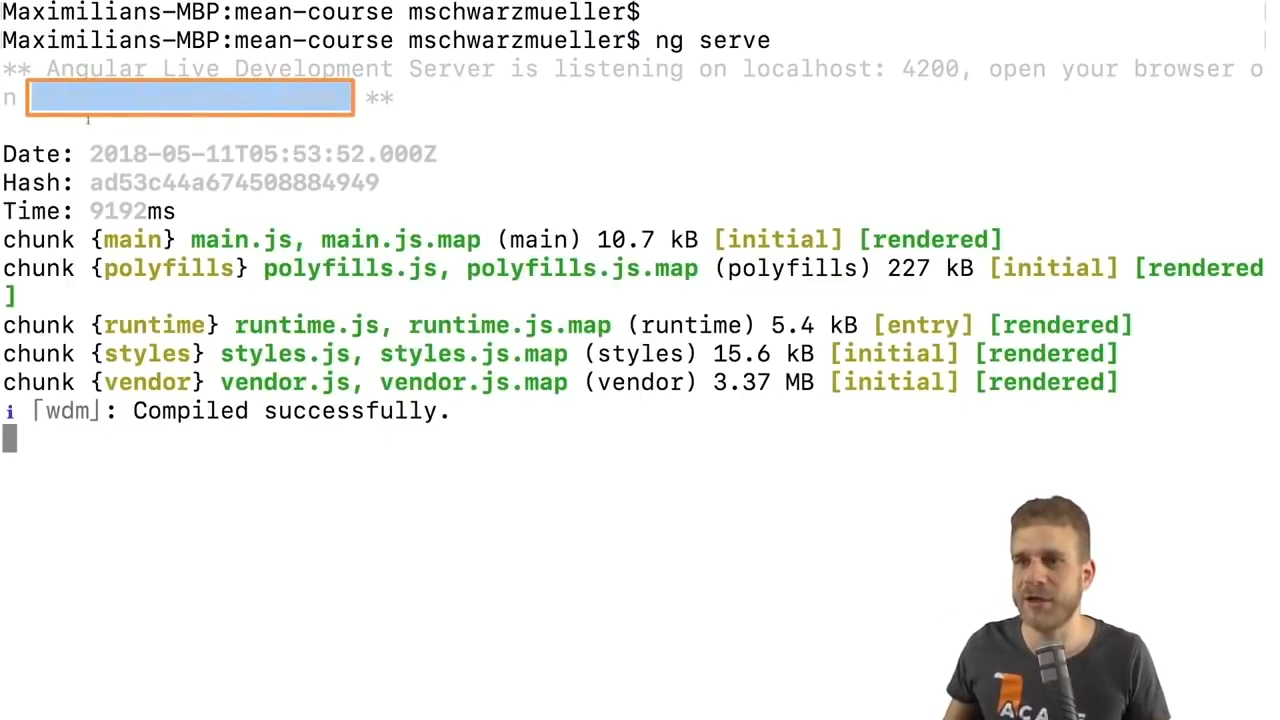 Maximilians-MBP:mean-course mschwarzmueller$
Maximilians-MBP:mean-course mschwarzmueller$ ng serve
** Angular Live Development Server is listening on localhost: 4200, open your browser o
n **
Date: 2018-05-11T05:53:52.000Z
Hash: ad53c44a674508884949
Time: 9192ms
chunk {main} main.js, main.js.map (main) 10.7 kB [initial] [rendered]
chunk {polyfills} polyfills.js, polyfills.js.map (polyfills) 227 kB [initial] [rendered
]
chunk {runtime} runtime.js, runtime.js.map (runtime) 5.4 kB [entry] [rendered]
chunk {styles} styles.js, styles.js.map (styles) 15.6 kB [initial] [rendered]
chunk {vendor} vendor.js, vendor.js.map (vendor) 3.37 MB [initial] [rendered]
i ｢wdm｣: Compiled successfully.